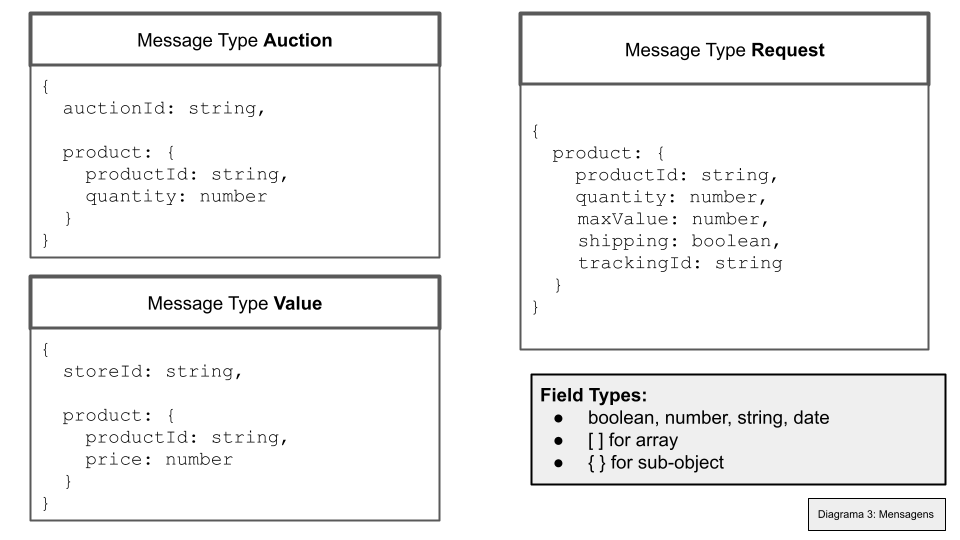 Message Type Auction
{
auctionId: string,
product: {
productId: string,
quantity: number
}
}
Message Type Value
{
storeId: string,
product: {
productId: string,
price: number
}
}
Message Type Request
{
product: {
productId: string,
quantity: number,
maxValue: number,
shipping: boolean,
trackingId: string
}
}
Field Types:
● boolean, number, string, date
● [ ] for array
● { } for sub-object
Diagrama 3: Mensagens